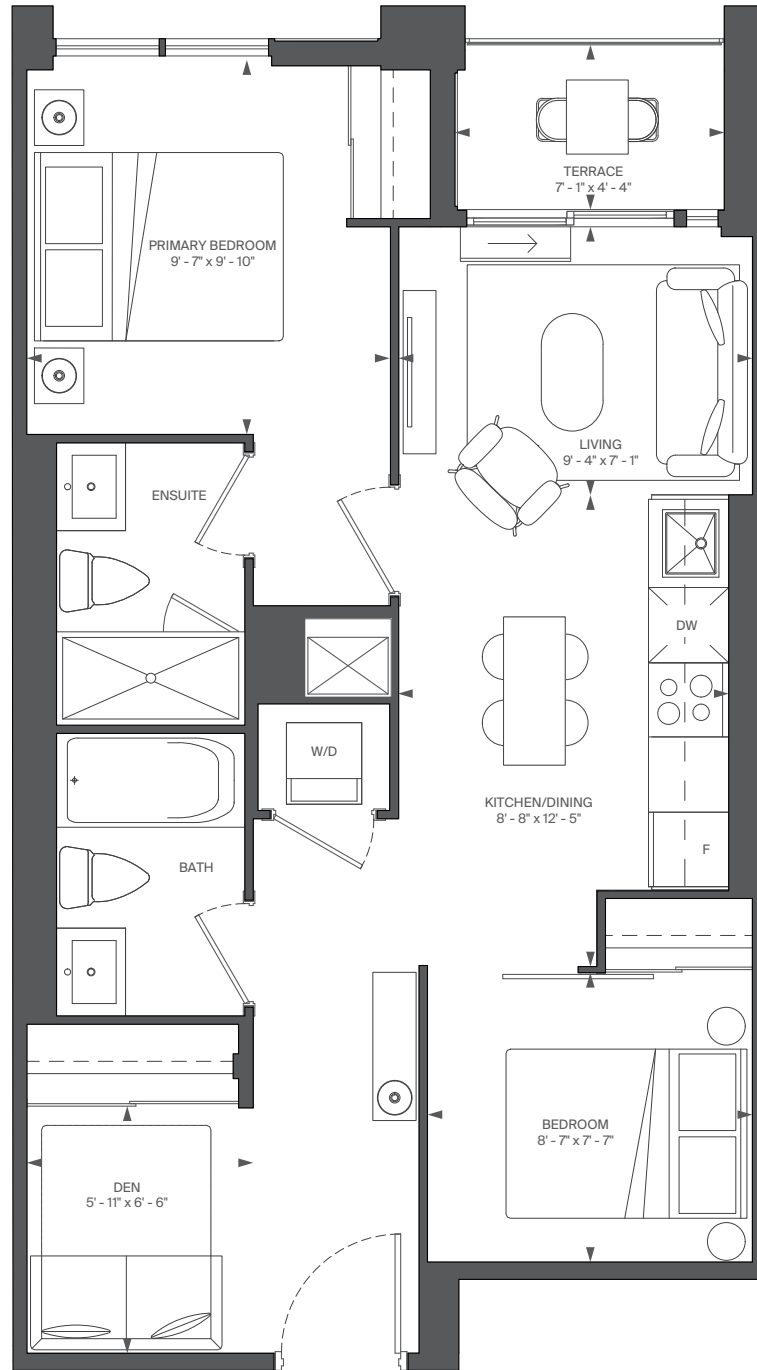 TERRACE
7' - 1" x 4' - 4"
PRIMARY BEDROOM
9' - 7" x 9' - 10"
LIVING
9' - 4" x 7' - 1"
ENSUITE
DW
W/D
KITCHEN/DINING
8' - 8" x 12' - 5"
F
BATH
BEDROOM
8' - 7" x 7' - 7"
DEN
5' - 11" x 6' - 6"